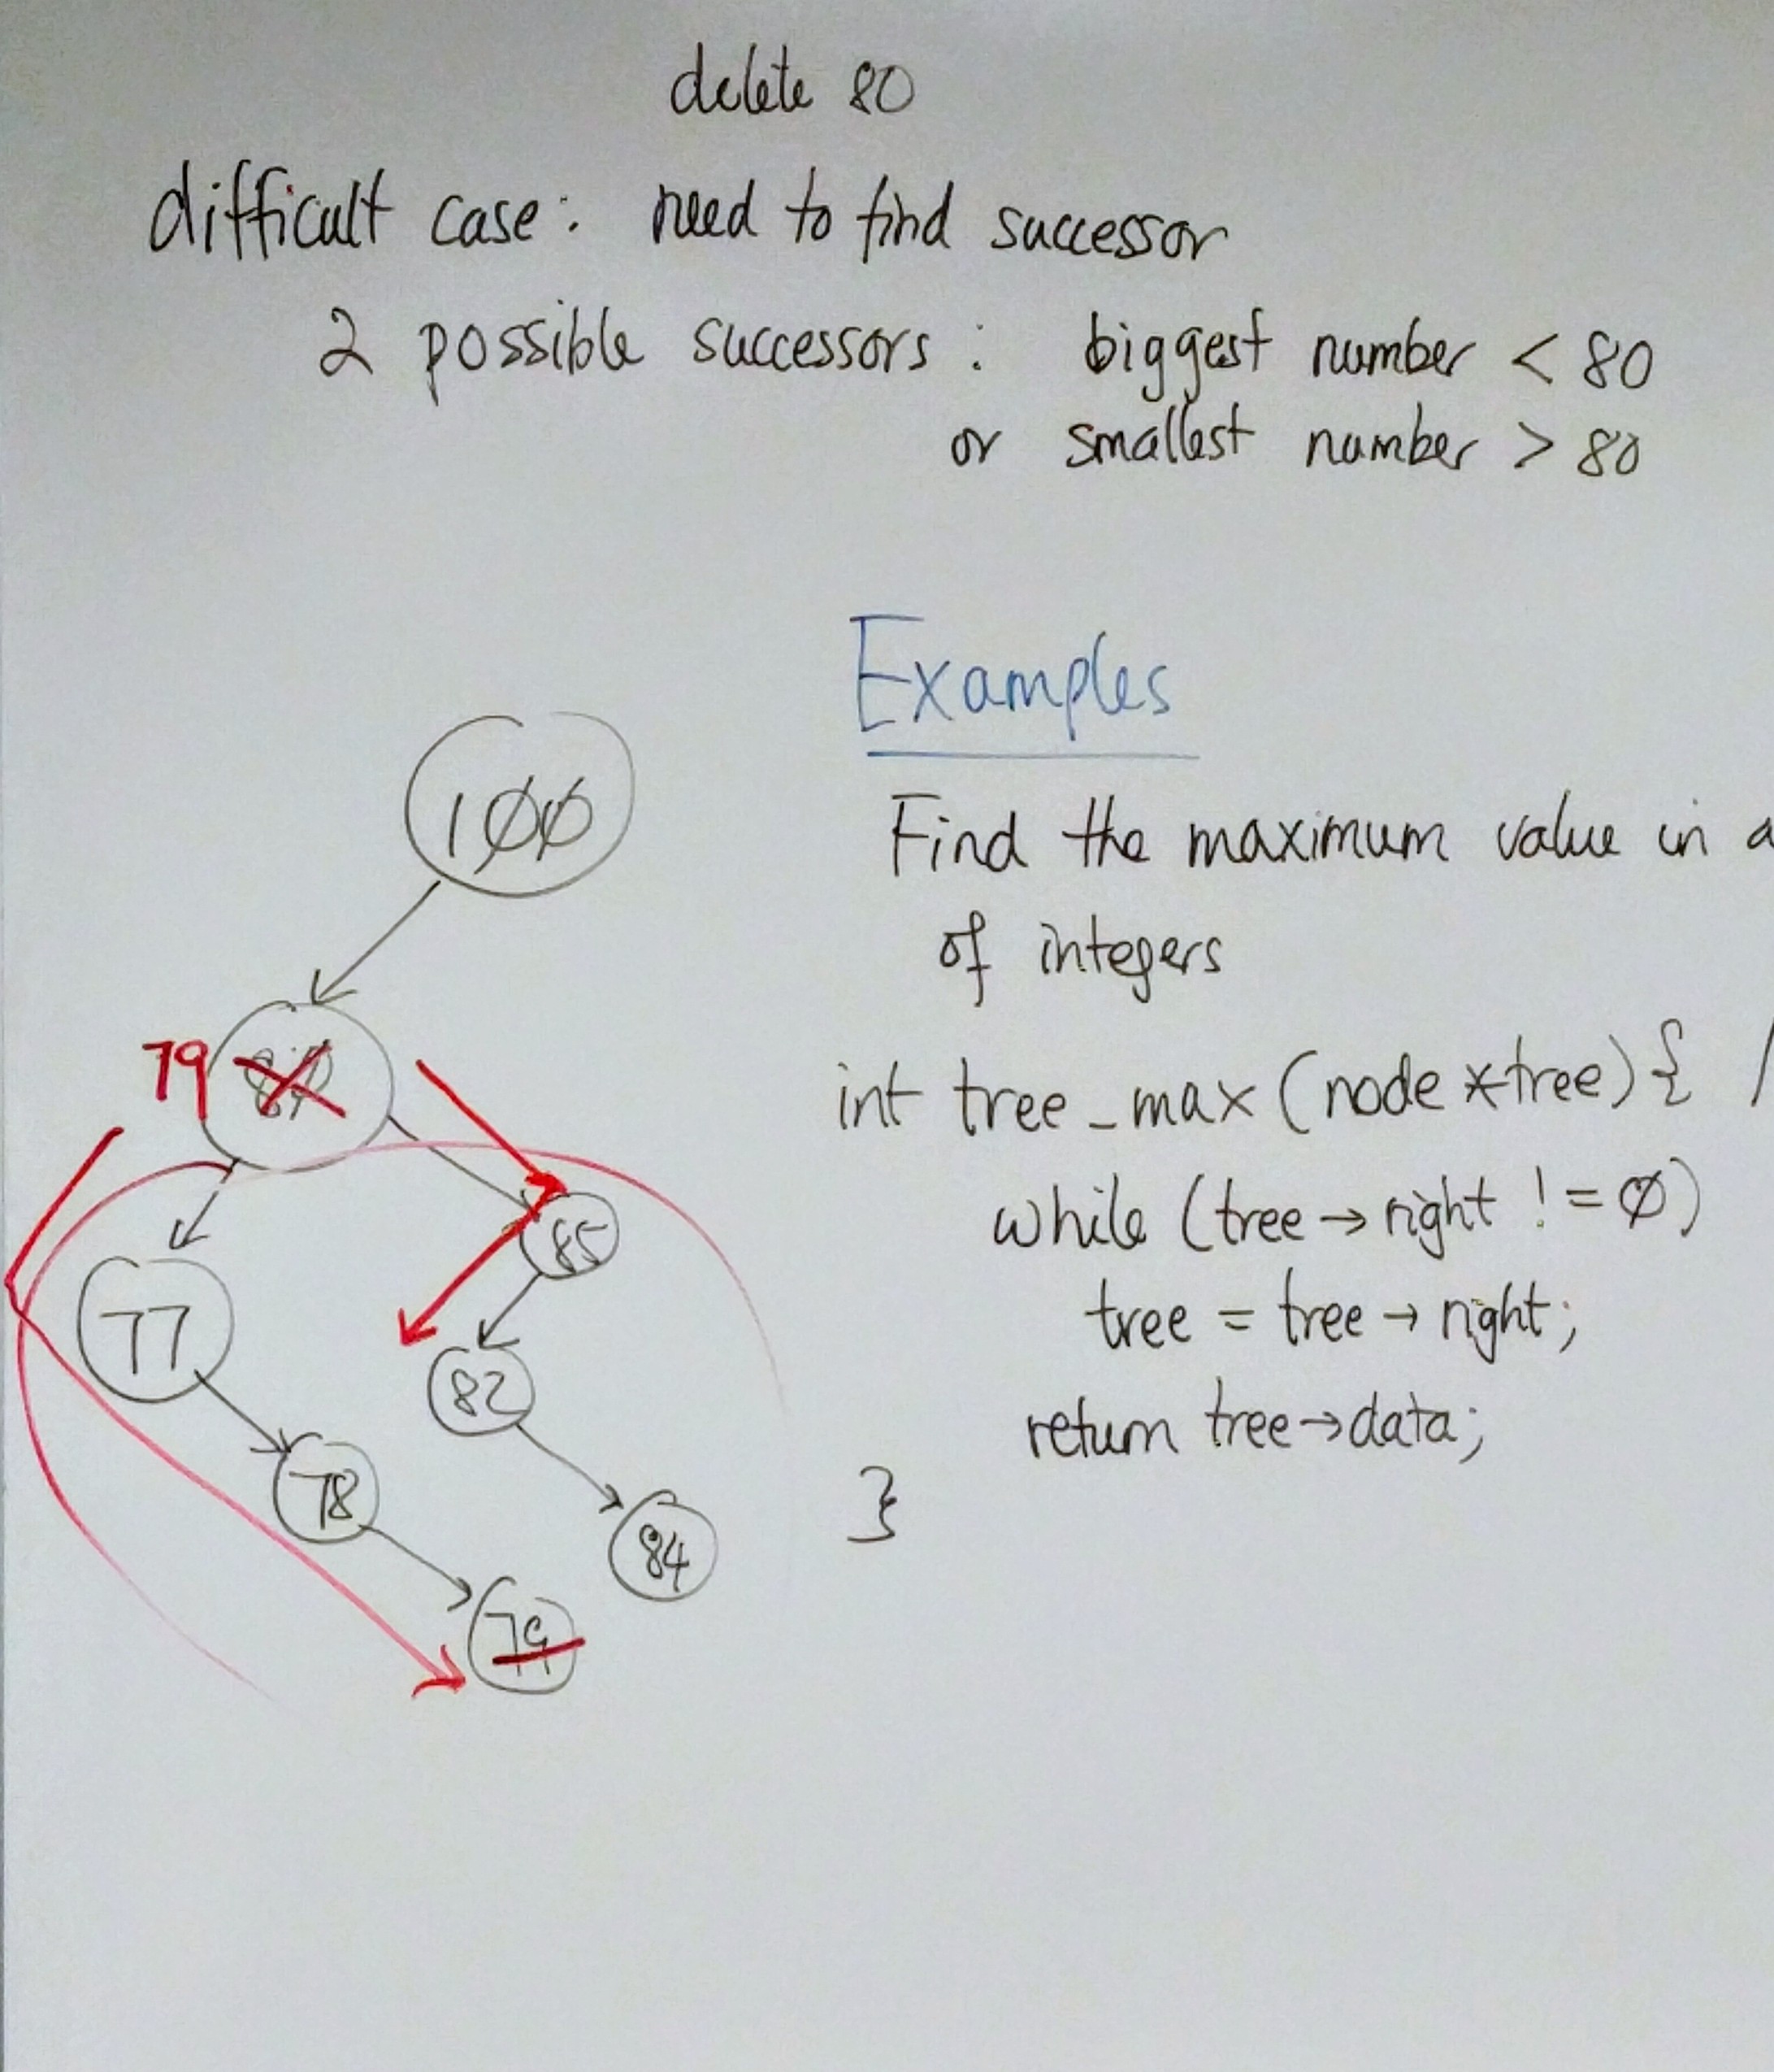 delete 80
difficult case: need to find successor
2 possible successors: biggest number < 80
or smallest number > 80
Examples
Find the maximum value in a
of integers
int tree_max (node *tree) { /
while (tree → right != Ø)
tree = tree → right;
return tree → data;
}
1ØØ
79 8Ø
85
77
82
78
84
79